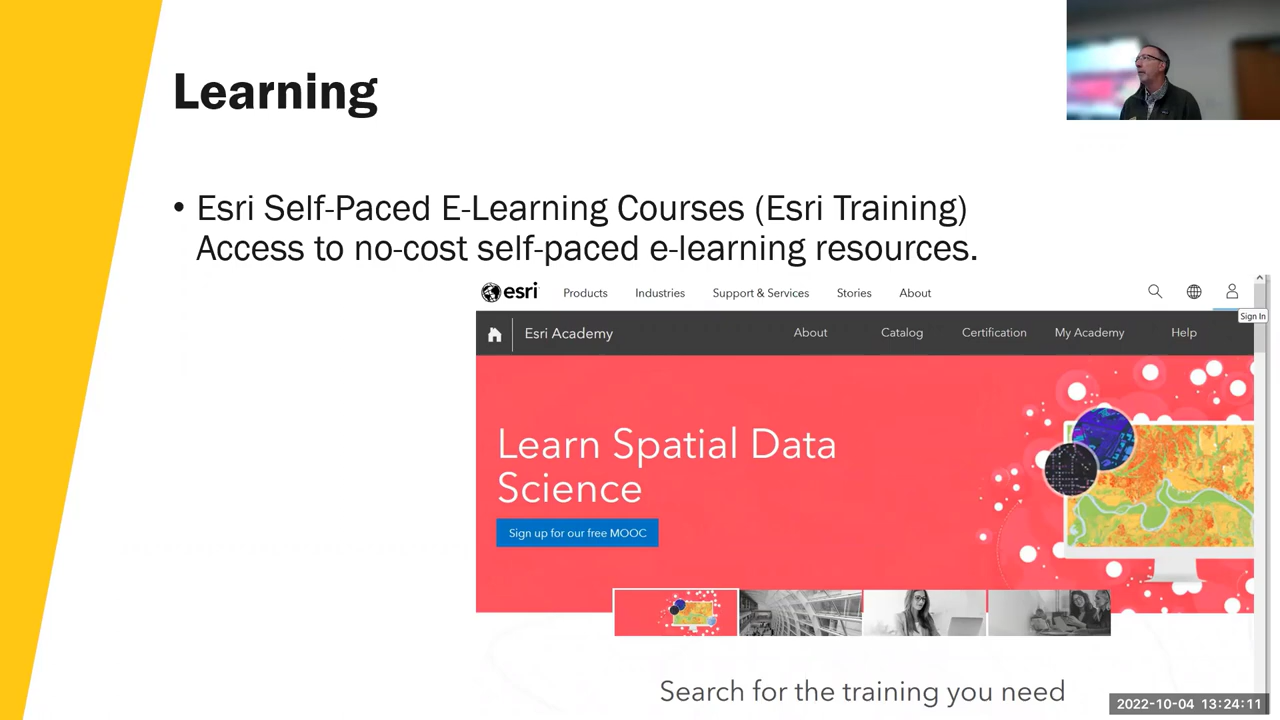 Learning
• Esri Self-Paced E-Learning Courses (Esri Training)
Access to no-cost self-paced e-learning resources.
esri Products Industries Support & Services Stories About
Sign In
Esri Academy About Catalog Certification My Academy Help
Learn Spatial Data
Science
Sign up for our free MOOC
Search for the training you need
2022-10-04 13:24:11